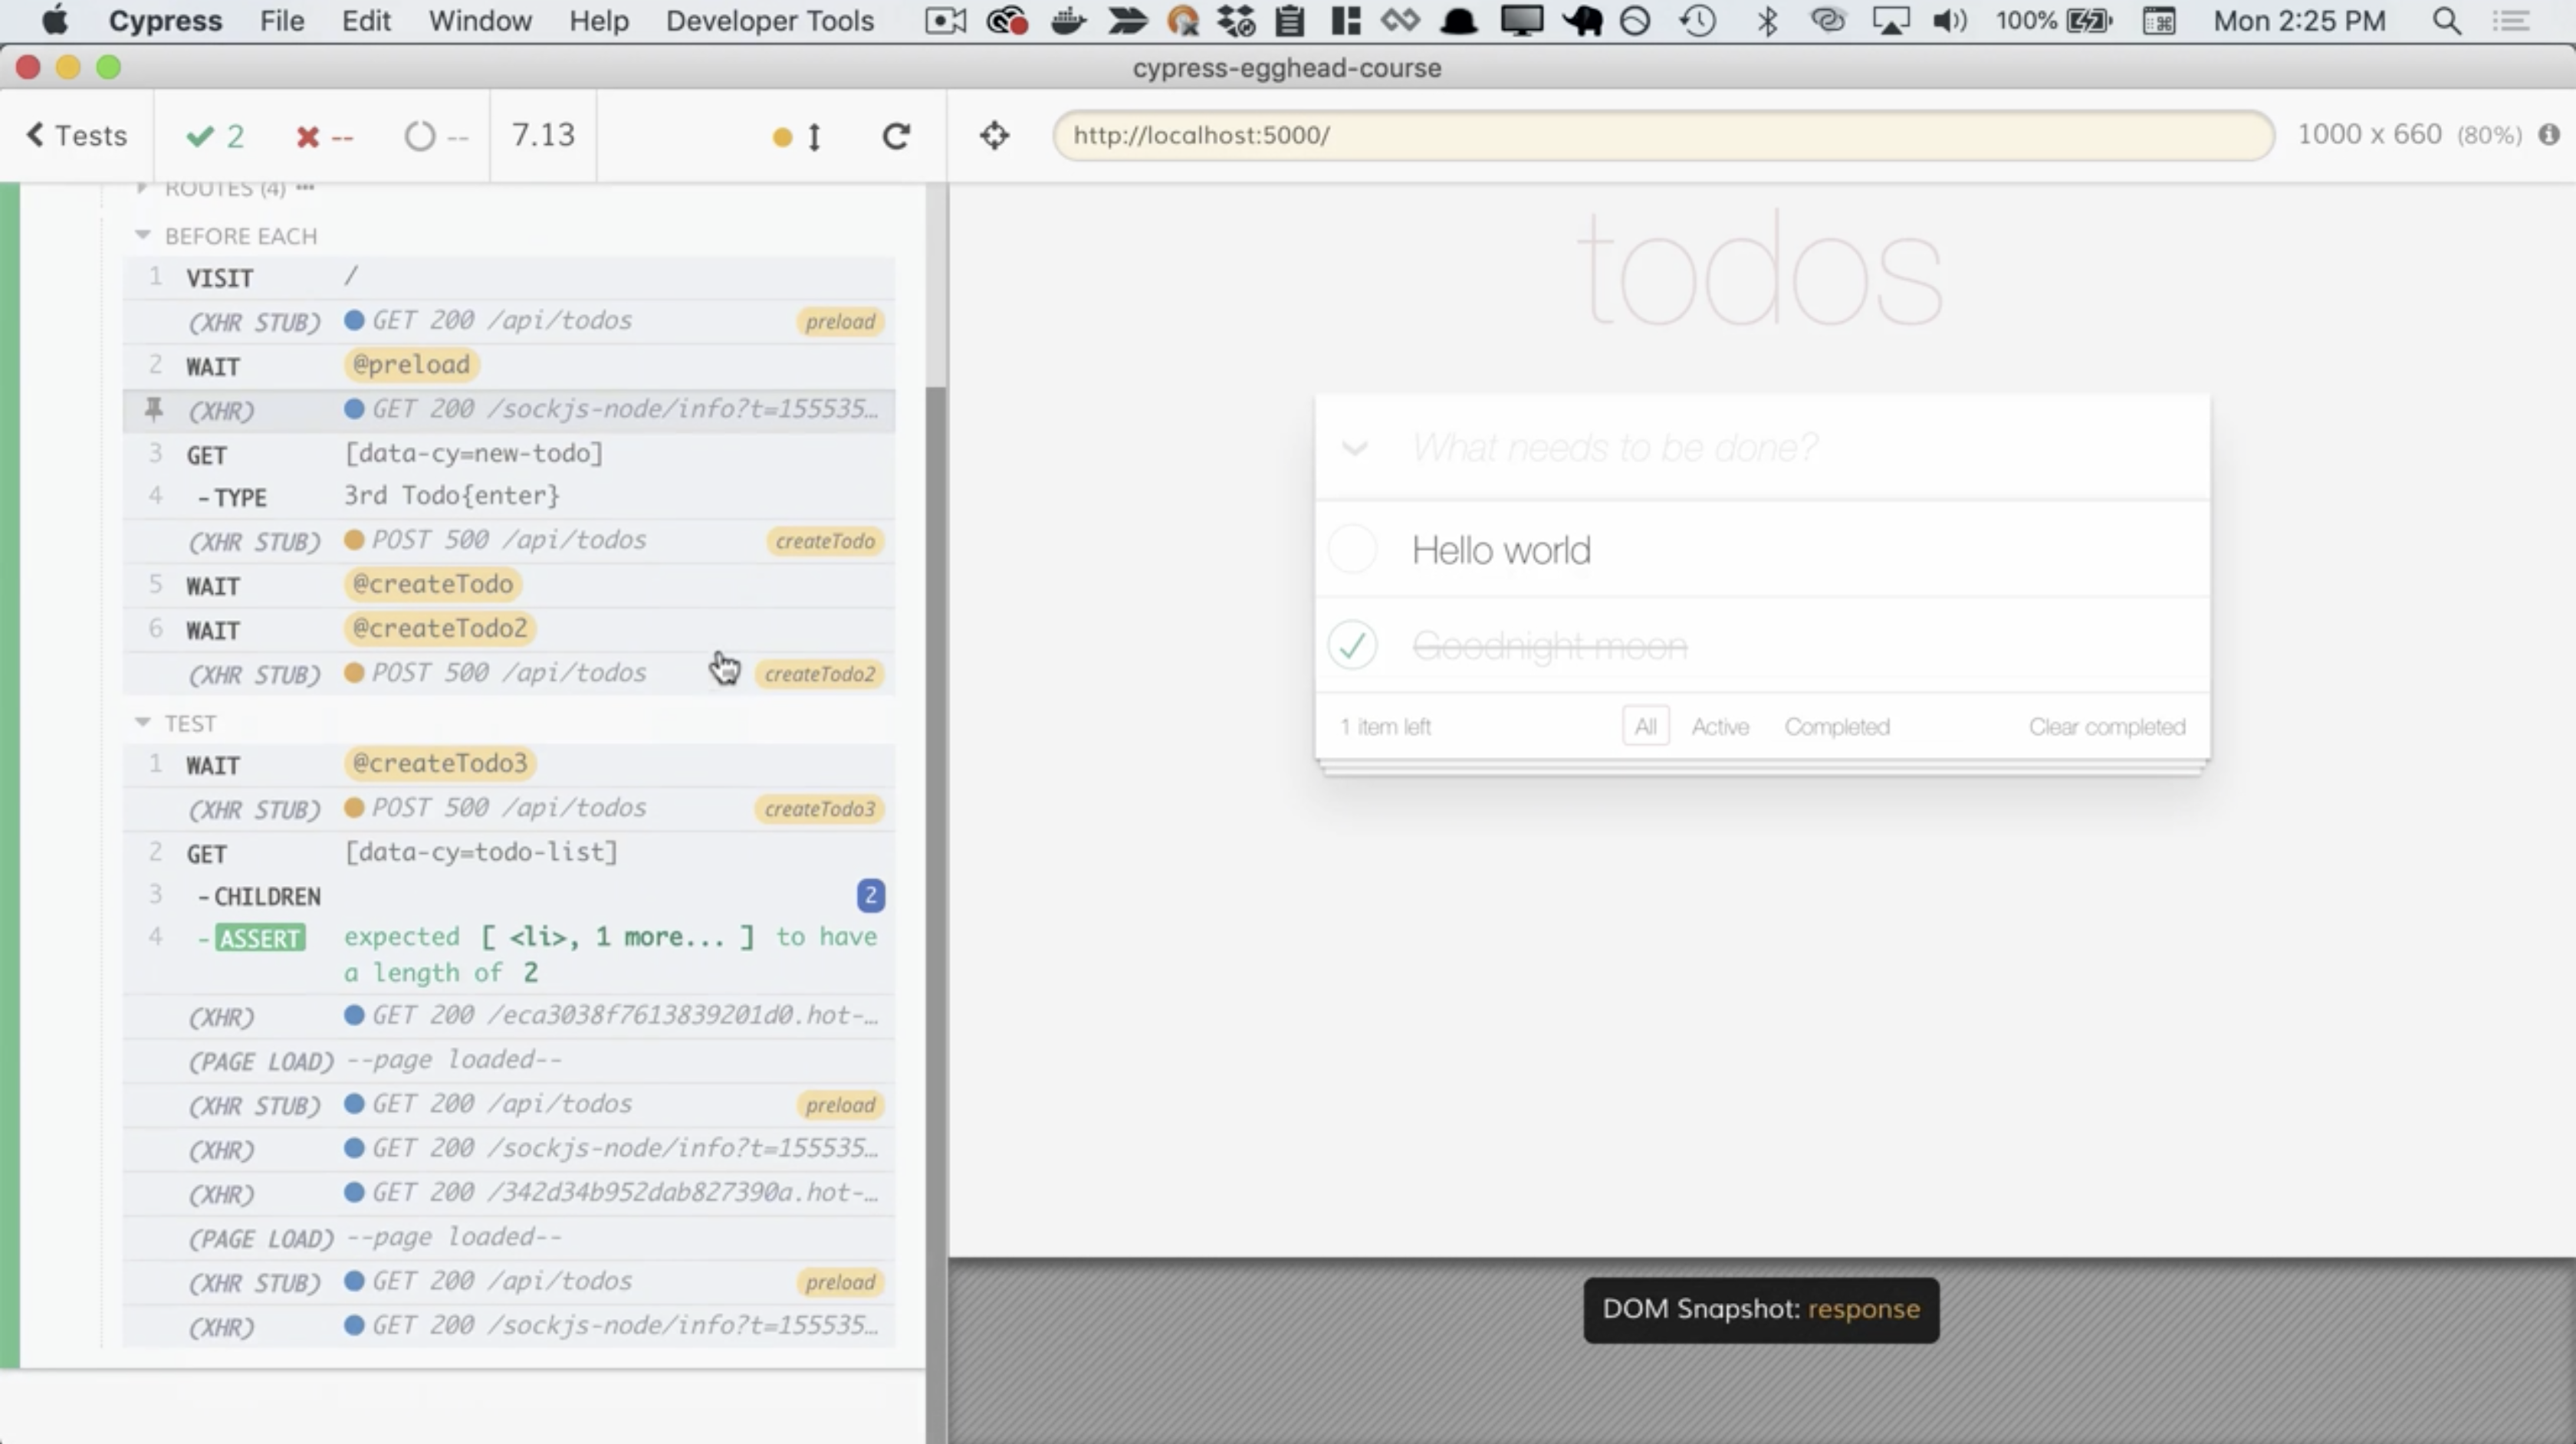 Cypress File Edit Window Help Developer Tools 100% Mon 2:25 PM
cypress-egghead-course
Tests 2 -- -- 7.13 http://localhost:5000/ 1000 x 660 (80%)
ROUTES (4)
BEFORE EACH
1 VISIT /
(XHR STUB) GET 200 /api/todos preload
2 WAIT @preload
(XHR) GET 200 /sockjs-node/info?t=155535…
3 GET [data-cy=new-todo]
4 -TYPE 3rd Todo{enter}
(XHR STUB) POST 500 /api/todos createTodo
5 WAIT @createTodo
6 WAIT @createTodo2
(XHR STUB) POST 500 /api/todos createTodo2
TEST
1 WAIT @createTodo3
(XHR STUB) POST 500 /api/todos createTodo3
2 GET [data-cy=todo-list]
3 -CHILDREN 2
4 -ASSERT expected [ <li>, 1 more... ] to have
a length of 2
(XHR) GET 200 /eca3038f7613839201d0.hot-…
(PAGE LOAD) --page loaded--
(XHR STUB) GET 200 /api/todos preload
(XHR) GET 200 /sockjs-node/info?t=155535…
(XHR) GET 200 /342d34b952dab827390a.hot-…
(PAGE LOAD) --page loaded--
(XHR STUB) GET 200 /api/todos preload
(XHR) GET 200 /sockjs-node/info?t=155535…
todos
What needs to be done?
Hello world
Goodnight moon
1 item left All Active Completed Clear completed
DOM Snapshot: response